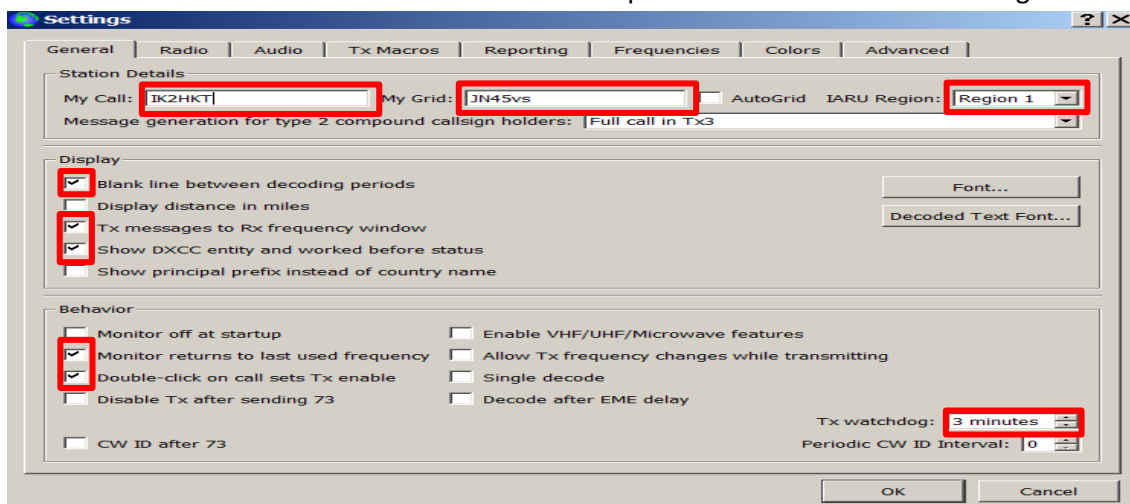 Settings
General Radio Audio Tx Macros Reporting Frequencies Colors Advanced
Station Details
My Call: IK2HKT My Grid: JN45vs AutoGrid IARU Region: Region 1
Message generation for type 2 compound callsign holders: Full call in Tx3
Display
Blank line between decoding periods Font...
Display distance in miles
Decoded Text Font...
Tx messages to Rx frequency window
Show DXCC entity and worked before status
Show principal prefix instead of country name
Behavior
Monitor off at startup Enable VHF/UHF/Microwave features
Monitor returns to last used frequency Allow Tx frequency changes while transmitting
Double-click on call sets Tx enable Single decode
Disable Tx after sending 73 Decode after EME delay
Tx watchdog: 3 minutes
CW ID after 73 Periodic CW ID Interval: 0
OK Cancel